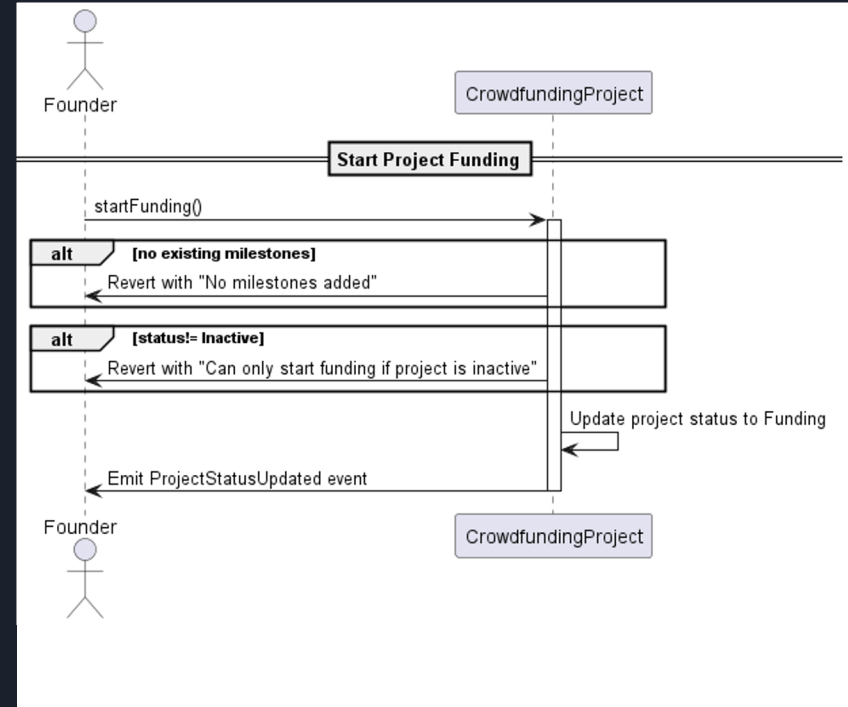 Founder
CrowdfundingProject
Start Project Funding
startFunding()
alt [no existing milestones]
Revert with "No milestones added"
alt [status!= Inactive]
Revert with "Can only start funding if project is inactive"
Update project status to Funding
Emit ProjectStatusUpdated event
Founder
CrowdfundingProject